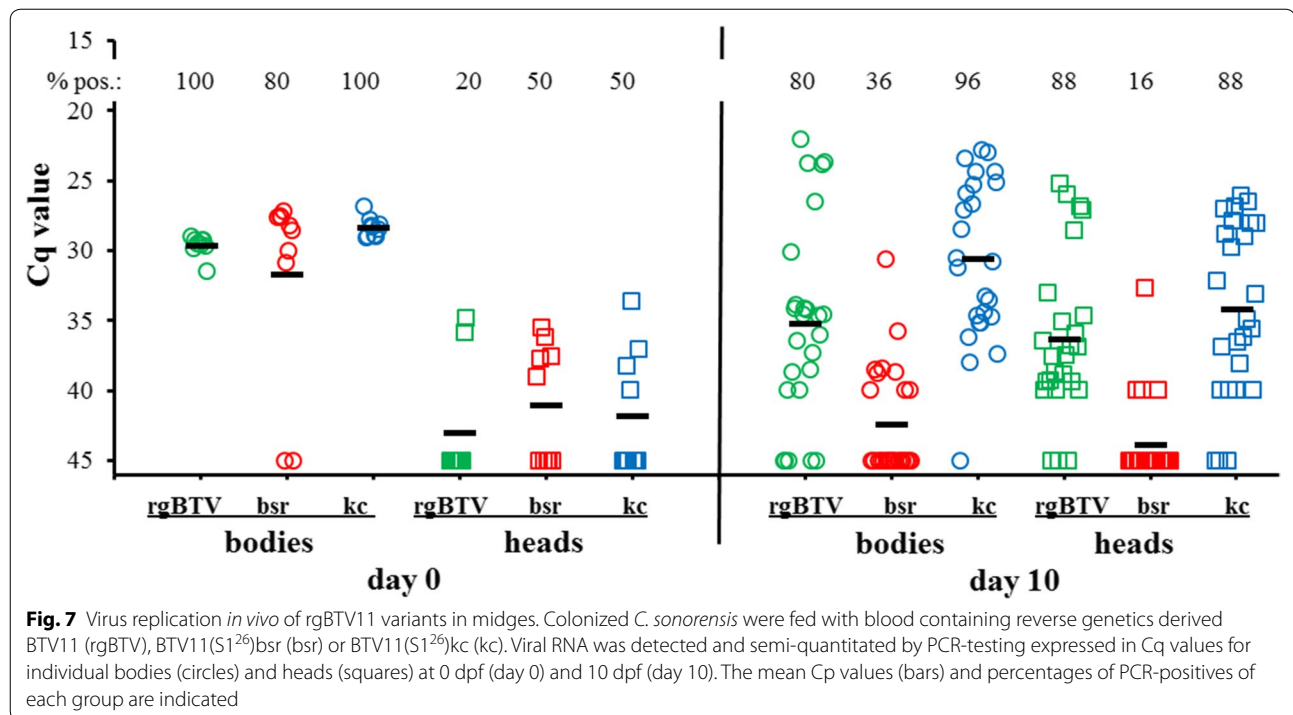 15
% pos.: 100 80 100 20 50 50 80 36 96 88 16 88
20
25
30
35
40
45
Cq value
rgBTV bsr kc rgBTV bsr kc rgBTV bsr kc rgBTV bsr kc
bodies heads bodies heads
day 0 day 10
Fig. 7 Virus replication in vivo of rgBTV11 variants in midges. Colonized C. sonorensis were fed with blood containing reverse genetics derived
BTV11 (rgBTV), BTV11(S1²⁶)bsr (bsr) or BTV11(S1²⁶)kc (kc). Viral RNA was detected and semi-quantitated by PCR-testing expressed in Cq values for
individual bodies (circles) and heads (squares) at 0 dpf (day 0) and 10 dpf (day 10). The mean Cp values (bars) and percentages of PCR-positives of
each group are indicated